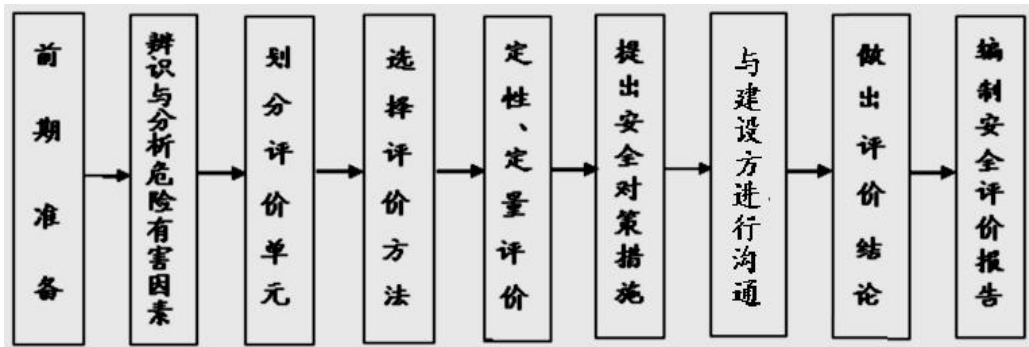 前期准备
辨识与分析危险有害因素
划分评价单元
选择评价方法
定性、定量评价
提出安全对策措施
与建设方进行沟通
做出评价结论
编制安全评价报告